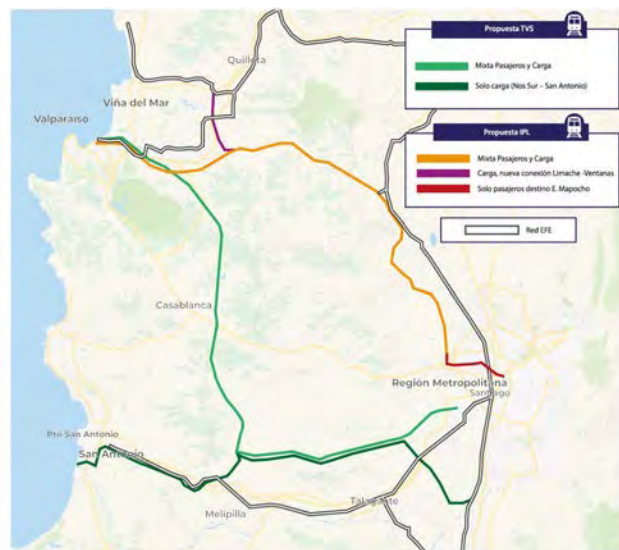 Propuesta TVS
Mixta Pasajeros y Carga
Solo carga (Nos Sur – San Antonio)
Propuesta IPL
Mixta Pasajeros y Carga
Carga, nueva conexión Limache -Ventanas
Solo pasajeros destino E. Mapocho
Red EFE
Quillota
Viña del Mar
Valparaíso
Casablanca
Región Metropolitana
Santiago
Pto San Antonio
San Antonio
Melipilla
Talagante